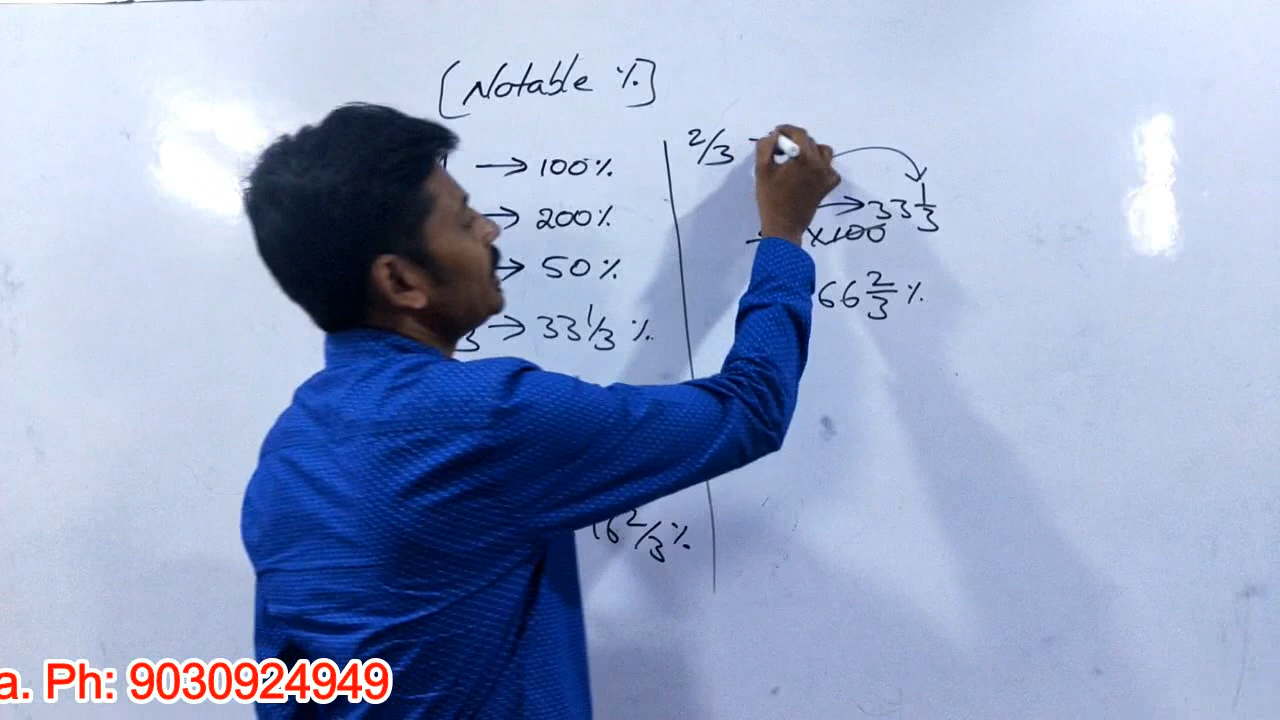 [Notable %]
→ 100%
→ 200%
→ 50%
3 → 33 1/3 %
16 2/3 %
2/3
→ 33 1/3
×100
66 2/3 %
a. Ph: 9030924949